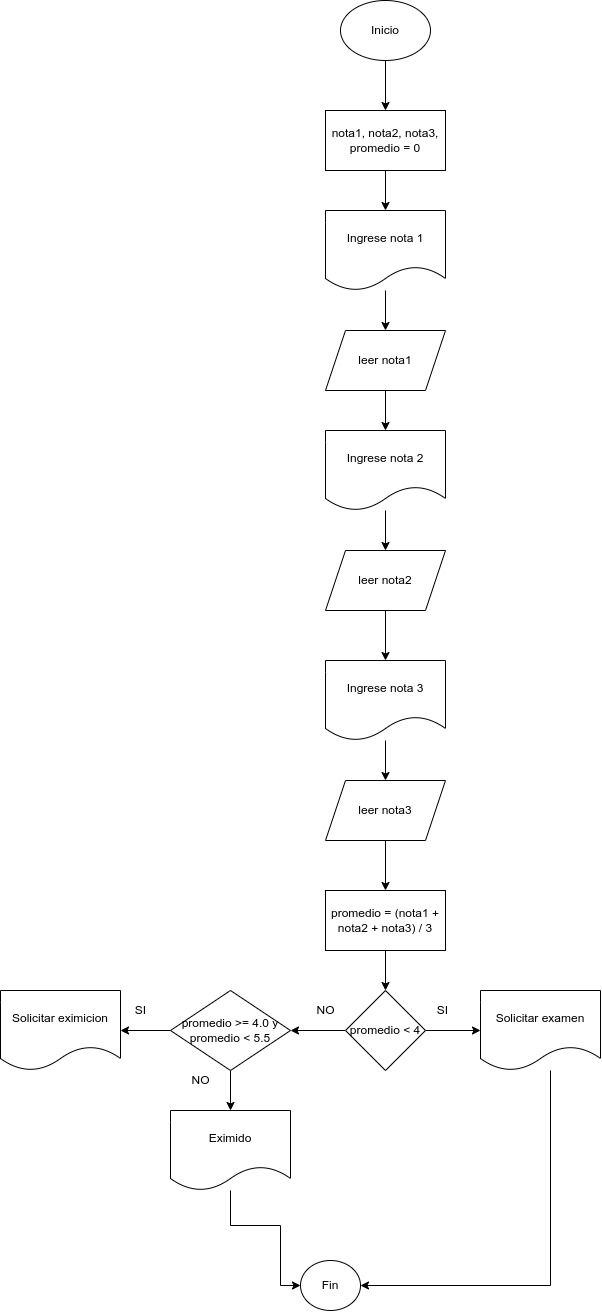 Inicio
nota1, nota2, nota3,
promedio = 0
Ingrese nota 1
leer nota1
Ingrese nota 2
leer nota2
Ingrese nota 3
leer nota3
promedio = (nota1 +
nota2 + nota3) / 3
promedio < 4
SI
Solicitar examen
NO
promedio >= 4.0 y
promedio < 5.5
SI
Solicitar eximicion
NO
Eximido
Fin